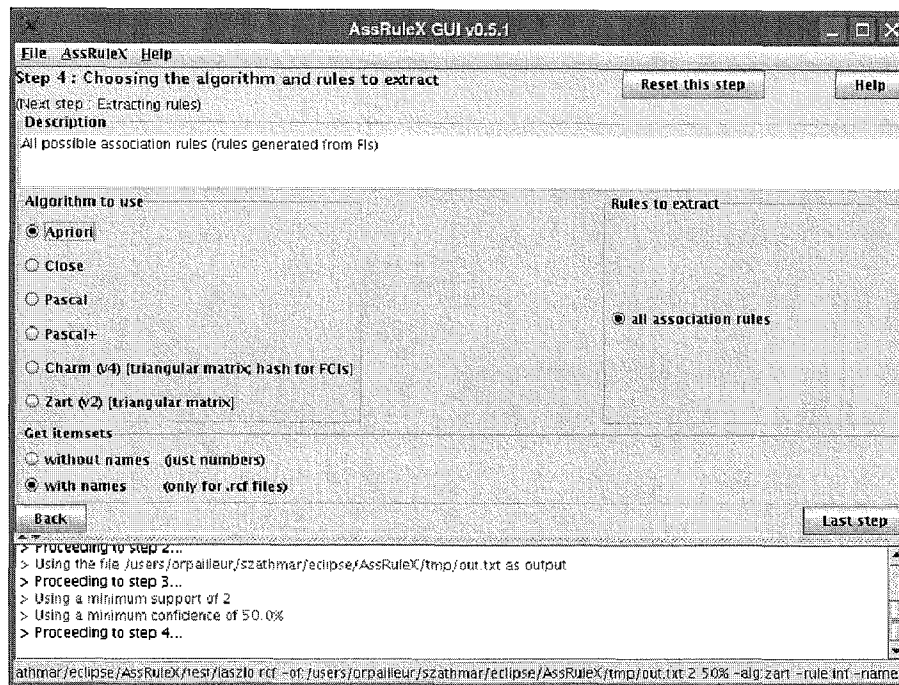 AssRuleX GUI v0.5.1
File AssRuleX Help
Step 4 : Choosing the algorithm and rules to extract
Reset this step
Help
(Next step : Extracting rules)
Description
All possible association rules (rules generated from FIs)
Algorithm to use
Rules to extract
Apriori
Close
Pascal
Pascal+
all association rules
Charm (v4) [triangular matrix; hash for FCIs]
Zart (v2) [triangular matrix]
Get itemsets
without names (just numbers)
with names (only for .rcf files)
Back
Last step
> Proceeding to step 2...
> Using the file /users/orpailleur/szathmar/eclipse/AssRuleX/tmp/out.txt as output
> Proceeding to step 3...
> Using a minimum support of 2
> Using a minimum confidence of 50.0%
> Proceeding to step 4...
athmar/eclipse/AssRuleX/test/laszlo.rcf -of:/users/orpailleur/szathmar/eclipse/AssRuleX/tmp/out.txt 2 50% -alg:zart -rule:inf -name